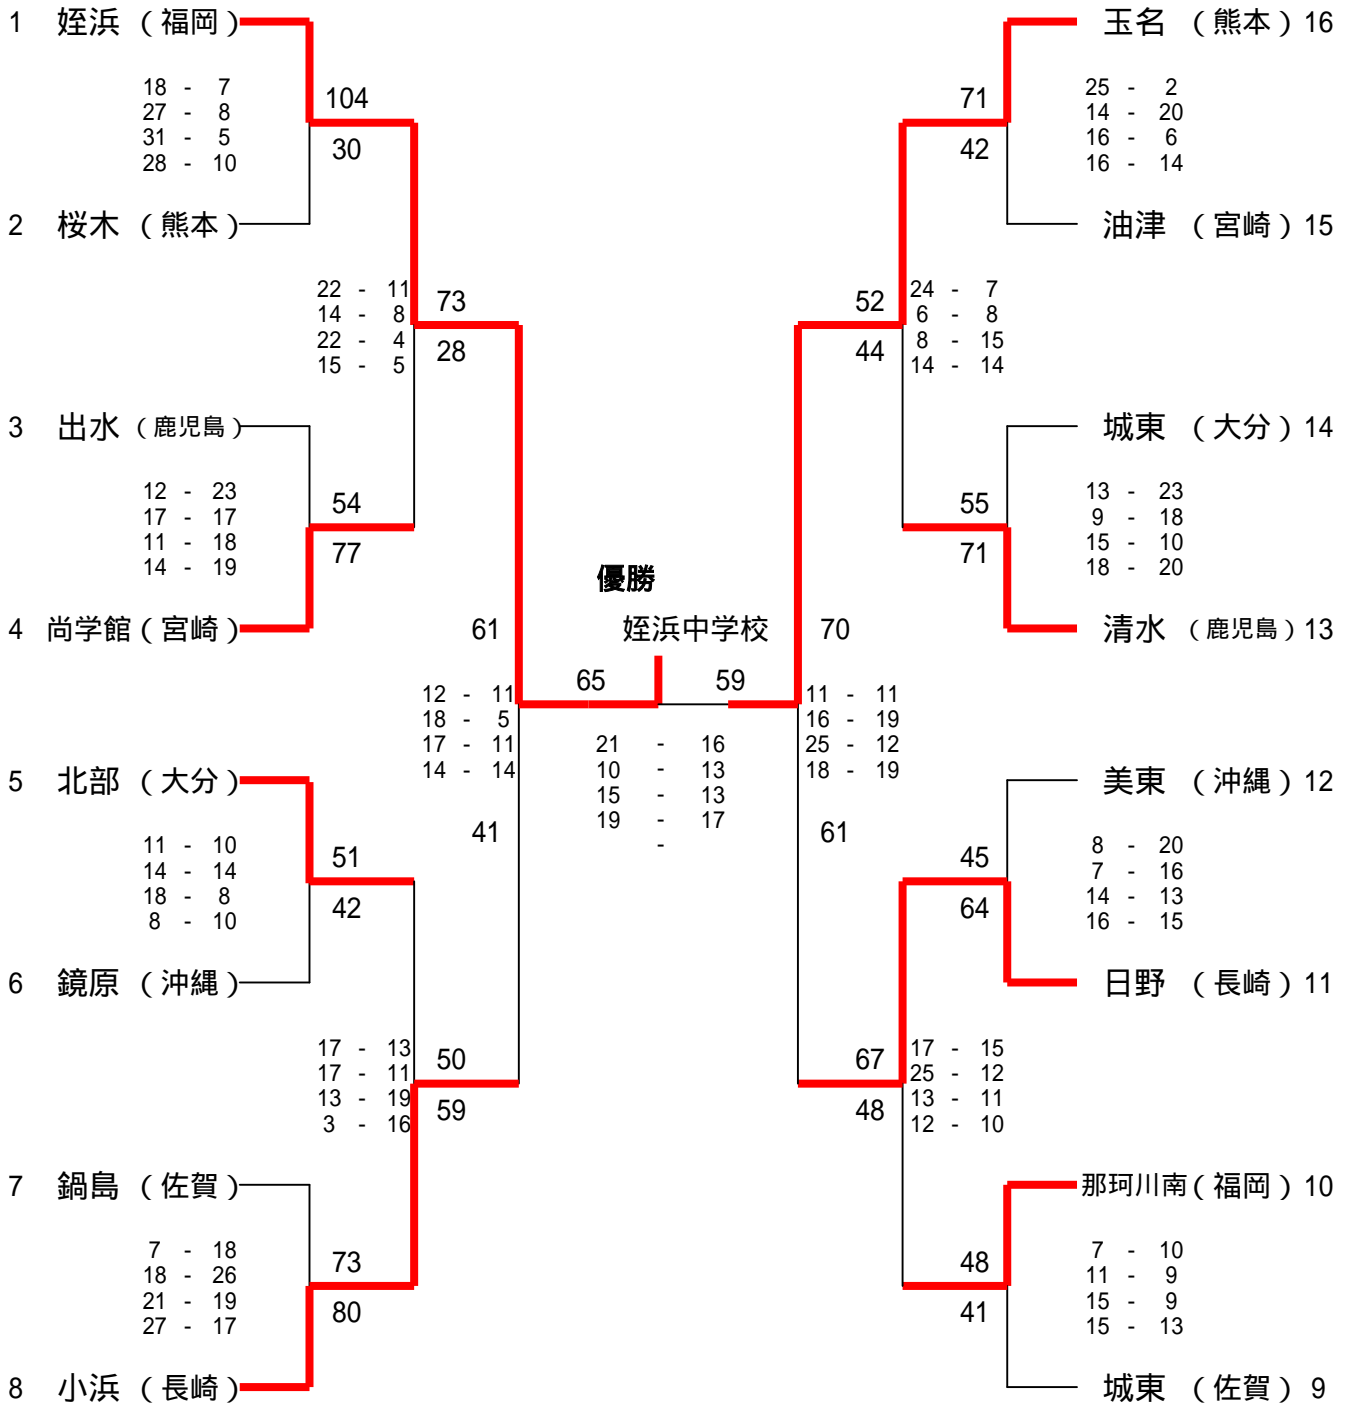 1 姪浜 (福岡)
18 - 7
27 - 8
31 - 5
28 - 10
104
30
2 桜木 (熊本)
22 - 11
14 - 8
22 - 4
15 - 5
73
28
3 出水 (鹿児島)
12 - 23
17 - 17
11 - 18
14 - 19
54
77
4 尚学館 (宮崎)
61
12 - 11
18 - 5
17 - 11
14 - 14
41
5 北部 (大分)
11 - 10
14 - 14
18 - 8
8 - 10
51
42
6 鏡原 (沖縄)
17 - 13
17 - 11
13 - 19
3 - 16
50
59
7 鍋島 (佐賀)
7 - 18
18 - 26
21 - 19
27 - 17
73
80
8 小浜 (長崎)
優勝
姪浜中学校
65 59
21 - 16
10 - 13
15 - 13
19 - 17
-
玉名 (熊本) 16
71
42
25 - 2
14 - 20
16 - 6
16 - 14
油津 (宮崎) 15
52
44
24 - 7
6 - 8
8 - 15
14 - 14
城東 (大分) 14
55
71
13 - 23
9 - 18
15 - 10
18 - 20
清水 (鹿児島) 13
70
11 - 11
16 - 19
25 - 12
18 - 19
61
美東 (沖縄) 12
45
64
8 - 20
7 - 16
14 - 13
16 - 15
日野 (長崎) 11
67
48
17 - 15
25 - 12
13 - 11
12 - 10
那珂川南 (福岡) 10
48
41
7 - 10
11 - 9
15 - 9
15 - 13
城東 (佐賀) 9